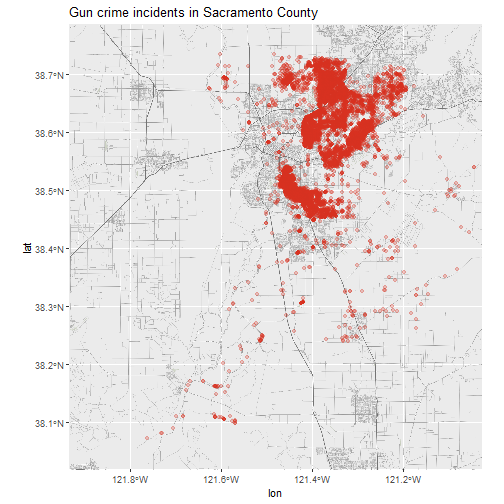 Gun crime incidents in Sacramento County
38.7°N
38.6°N
38.5°N
38.4°N
38.3°N
38.2°N
38.1°N
lat
121.8°W
121.6°W
121.4°W
121.2°W
lon